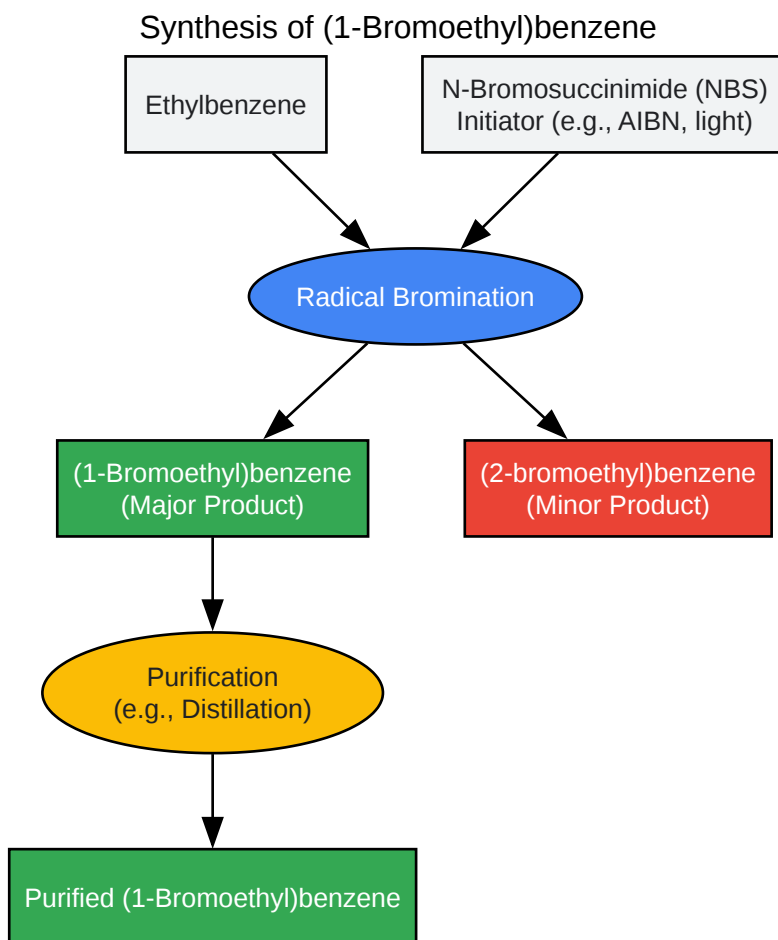 Synthesis of (1-Bromoethyl)benzene
Ethylbenzene
N-Bromosuccinimide (NBS)
Initiator (e.g., AIBN, light)
Radical Bromination
(1-Bromoethyl)benzene
(Major Product)
(2-bromoethyl)benzene
(Minor Product)
Purification
(e.g., Distillation)
Purified (1-Bromoethyl)benzene